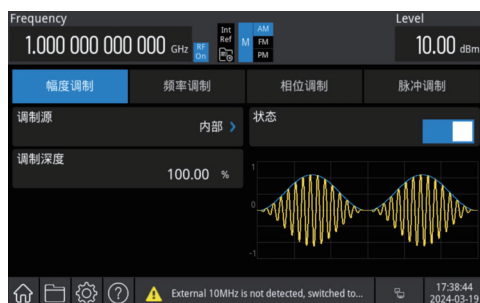 Frequency
1.000 000 000 000 GHz
RF
On
Int
Ref
M
AM
FM
PM
Level
10.00 dBm
幅度调制
频率调制
相位调制
脉冲调制
调制源
内部
状态
调制深度
100.00 %
1
0
-1
External 10MHz is not detected, switched to...
17:38:44
2024-03-19